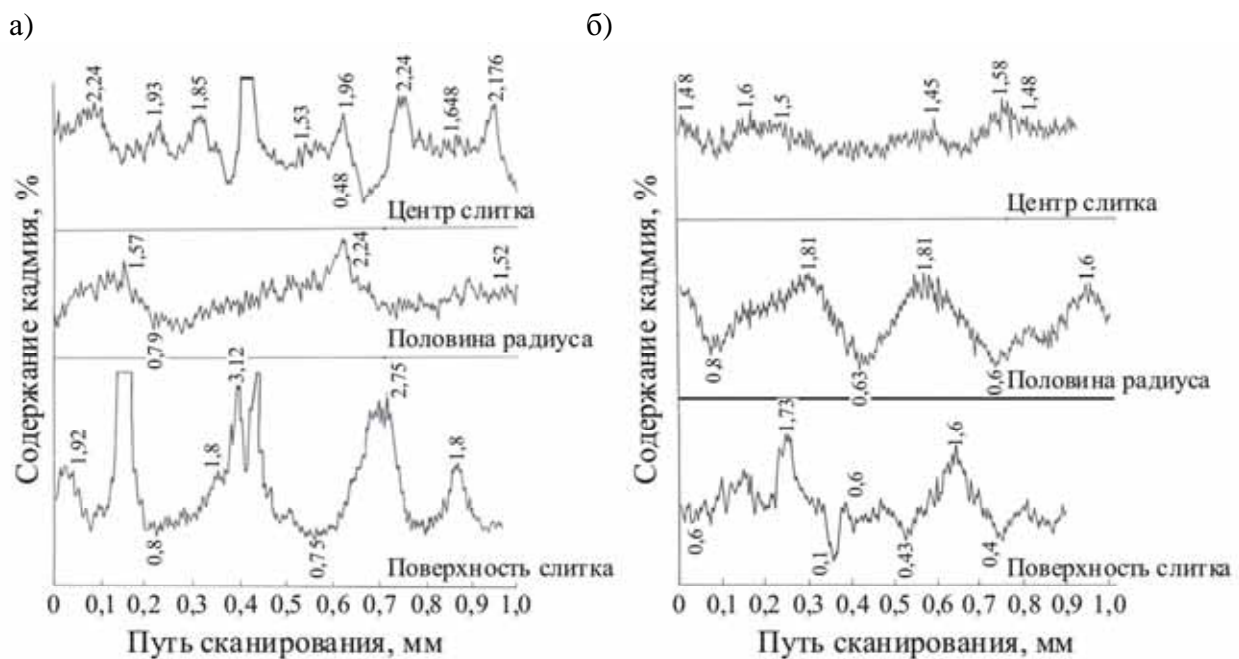 а)
2,24
1,93
1,85
1,53
1,96
0,48
2,24
1,648
2,176
Центр слитка
1,57
0,79
2,24
1,52
Половина радиуса
1,92
0,8
1,8
3,12
0,75
2,75
1,8
Поверхность слитка
Содержание кадмия, %
0 0,1 0,2 0,3 0,4 0,5 0,6 0,7 0,8 0,9 1,0
Путь сканирования, мм
б)
1,48
1,6
1,5
1,45
1,58
1,48
Центр слитка
0,8
1,81
0,63
1,81
0,6
1,6
Половина радиуса
0,6
1,73
0,1
0,6
0,43
1,6
0,4
Поверхность слитка
Содержание кадмия, %
0 0,1 0,2 0,3 0,4 0,5 0,6 0,7 0,8 0,9 1,0
Путь сканирования, мм